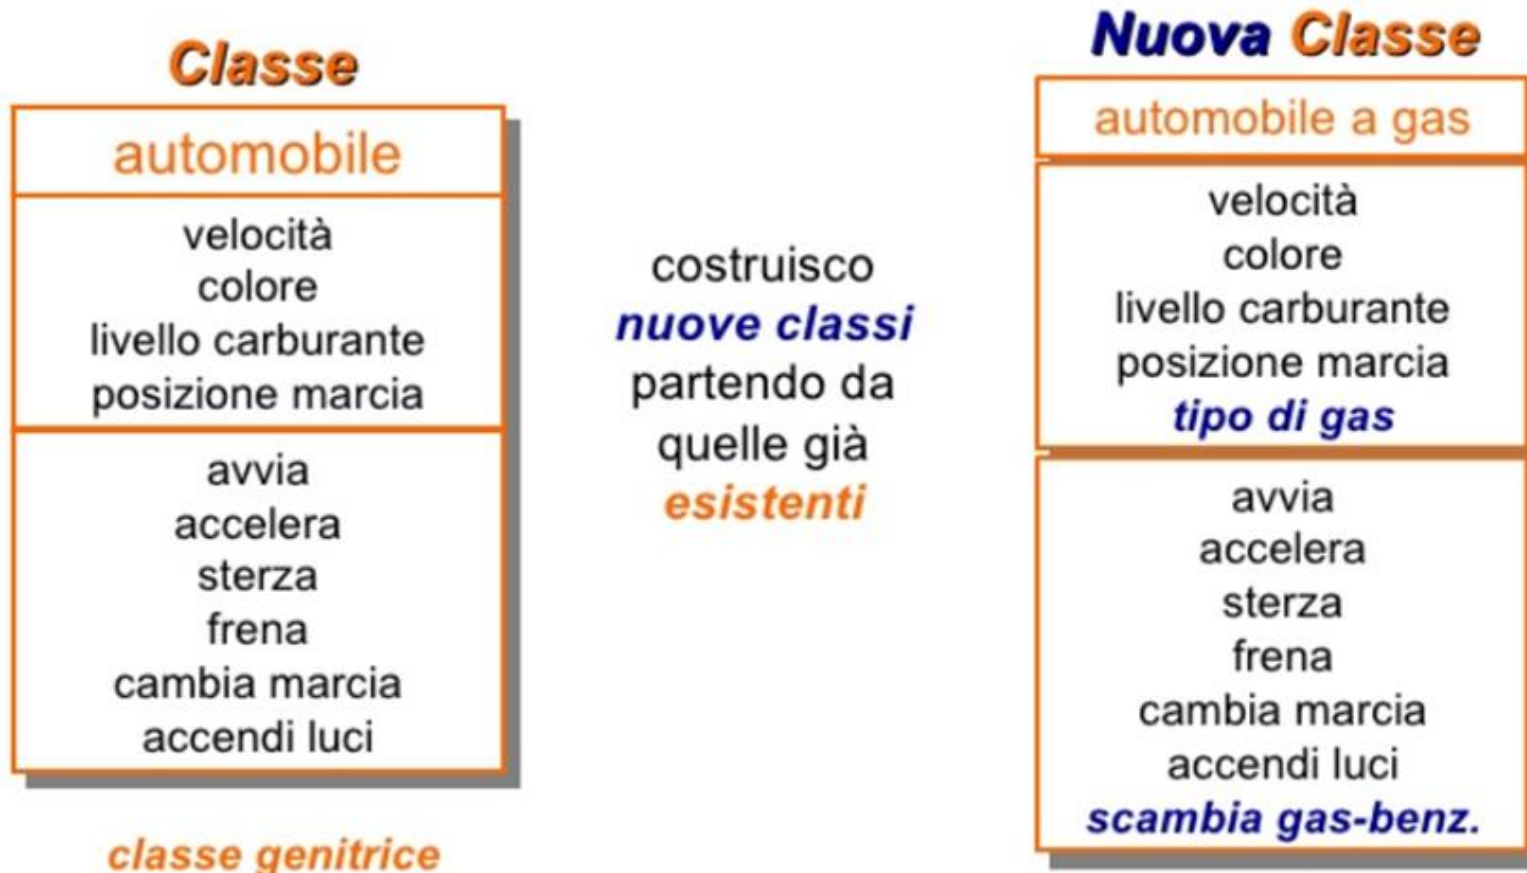 Classe
automobile
velocità
colore
livello carburante
posizione marcia
avvia
accelera
sterza
frena
cambia marcia
accendi luci
classe genitrice
costruisco
nuove classi
partendo da
quelle già
esistenti
Nuova Classe
automobile a gas
velocità
colore
livello carburante
posizione marcia
tipo di gas
avvia
accelera
sterza
frena
cambia marcia
accendi luci
scambia gas-benz.